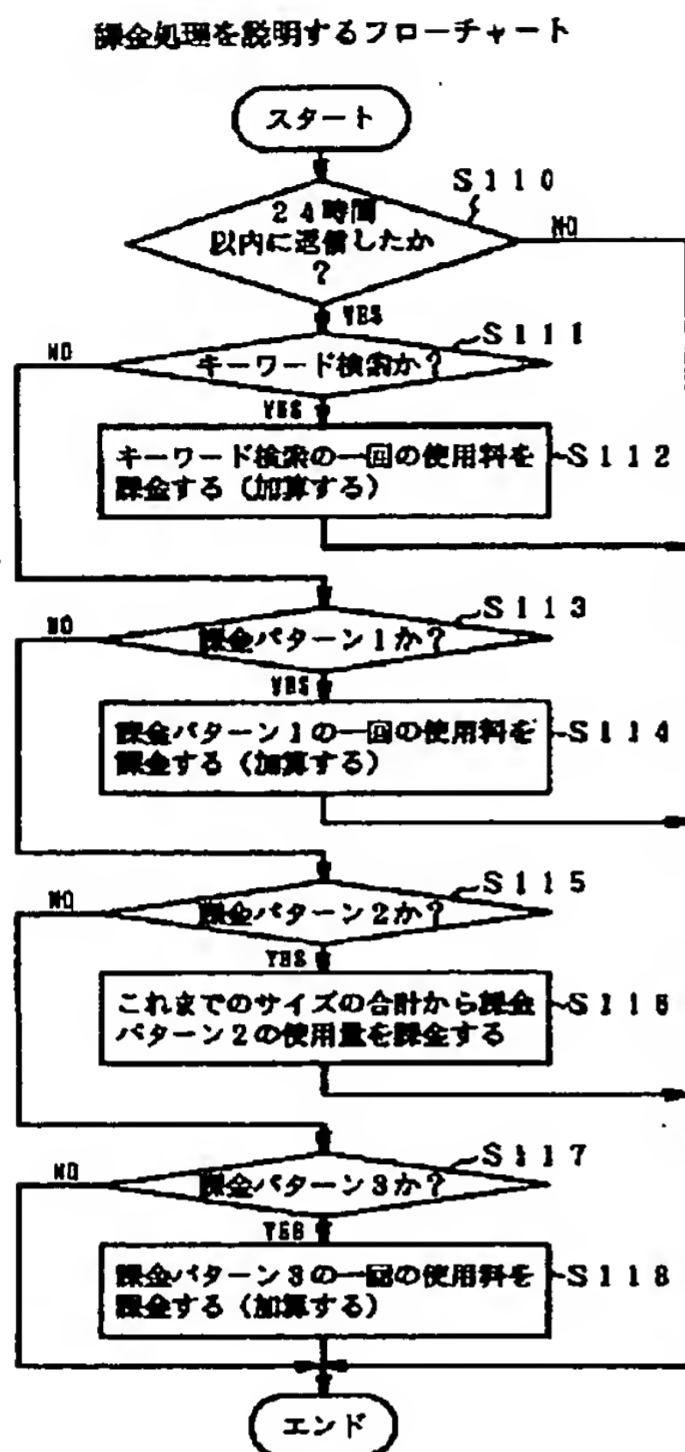 課金処理を説明するフローチャート
スタート
S110
24時間
以内に返信したか
?
NO
YES
S111
NO
キーワード検索か?
YES
キーワード検索の一回の使用料を
課金する(加算する)
S112
S113
NO
課金パターン1か?
YES
課金パターン1の一回の使用料を
課金する(加算する)
S114
S115
NO
課金パターン2か?
YES
これまでのサイズの合計から課金
パターン2の使用量を課金する
S116
S117
NO
課金パターン3か?
YES
課金パターン3の一回の使用料を
課金する(加算する)
S118
エンド